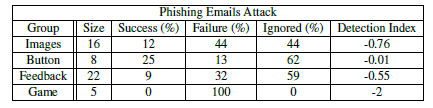 Phishing Emails Attack
Group Size Success (%) Failure (%) Ignored (%) Detection Index
Images 16 12 44 44 -0.76
Button 8 25 13 62 -0.01
Feedback 22 9 32 59 -0.55
Game 5 0 100 0 -2